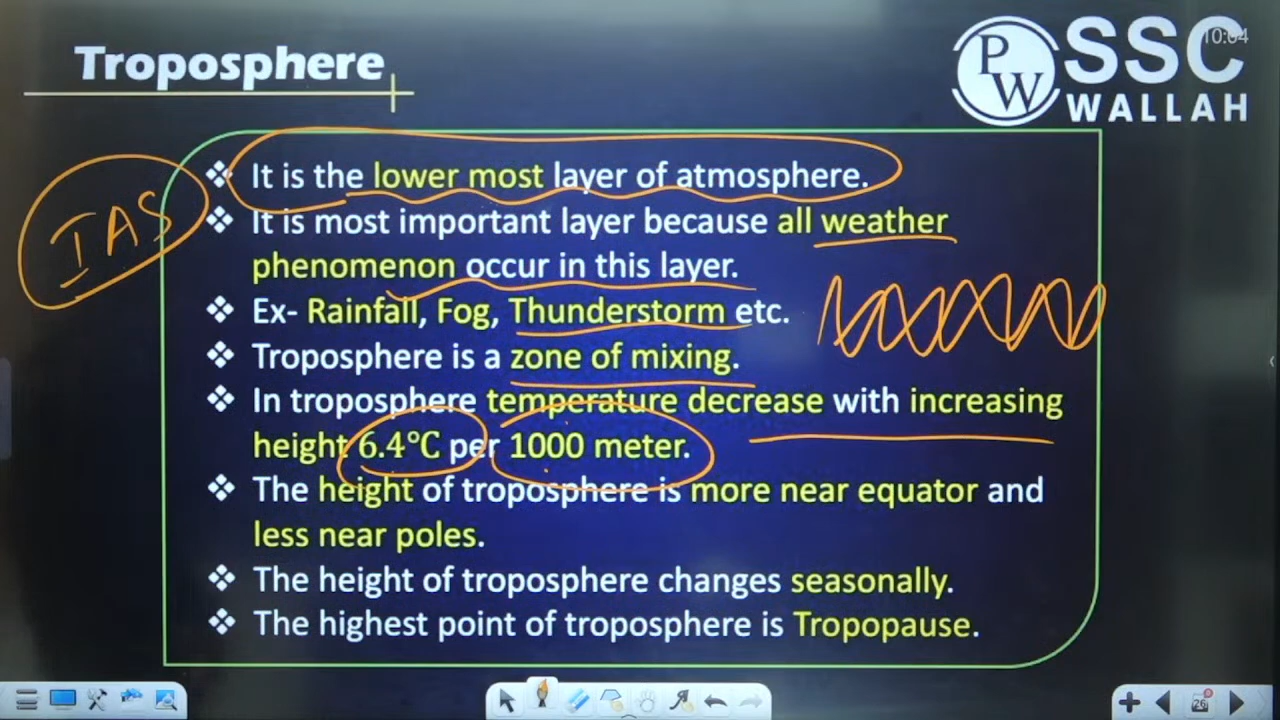 Troposphere
PW
SSC
WALLAH
10:04
IAS
❖ It is the lower most layer of atmosphere.
❖ It is most important layer because all weather
phenomenon occur in this layer.
❖ Ex- Rainfall, Fog, Thunderstorm etc.
❖ Troposphere is a zone of mixing.
❖ In troposphere temperature decrease with increasing
height 6.4°C per 1000 meter.
❖ The height of troposphere is more near equator and
less near poles.
❖ The height of troposphere changes seasonally.
❖ The highest point of troposphere is Tropopause.
26